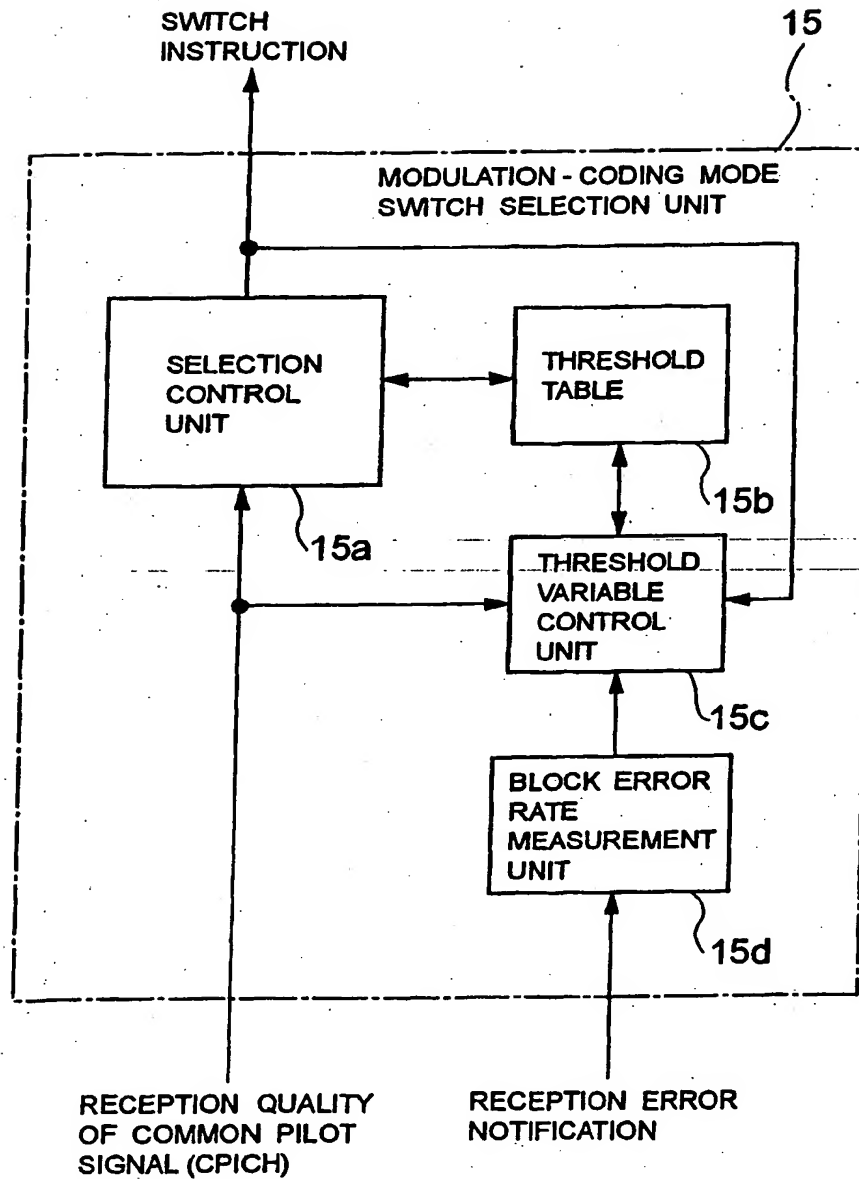 SWITCH
INSTRUCTION
15
MODULATION - CODING MODE
SWITCH SELECTION UNIT
SELECTION
CONTROL
UNIT
THRESHOLD
TABLE
15a
15b
THRESHOLD
VARIABLE
CONTROL
UNIT
15c
BLOCK ERROR
RATE
MEASUREMENT
UNIT
15d
RECEPTION QUALITY
OF COMMON PILOT
SIGNAL (CPICH)
RECEPTION ERROR
NOTIFICATION